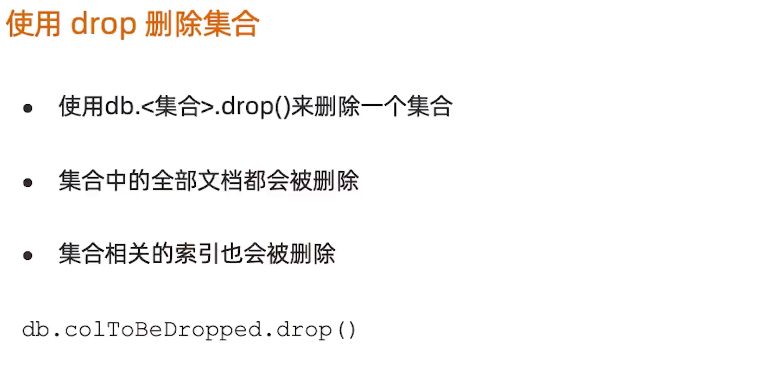 使用 drop 删除集合
● 使用db.<集合>.drop()来删除一个集合
● 集合中的全部文档都会被删除
● 集合相关的索引也会被删除
db.colToBeDropped.drop()